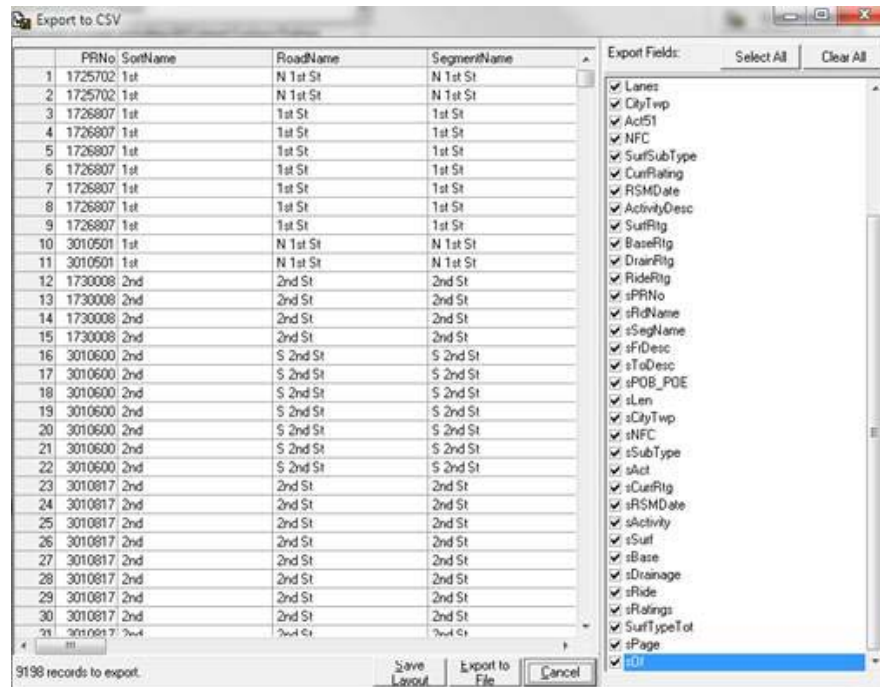 Export to CSV
PRNo SortName RoadName SegmentName
1 1725702 1st N 1st St N 1st St
2 1725702 1st N 1st St N 1st St
3 1726807 1st 1st St 1st St
4 1726807 1st 1st St 1st St
5 1726807 1st 1st St 1st St
6 1726807 1st 1st St 1st St
7 1726807 1st 1st St 1st St
8 1726807 1st 1st St 1st St
9 1726807 1st 1st St 1st St
10 3010501 1st N 1st St N 1st St
11 3010501 1st N 1st St N 1st St
12 1730008 2nd 2nd St 2nd St
13 1730008 2nd 2nd St 2nd St
14 1730008 2nd 2nd St 2nd St
15 1730008 2nd 2nd St 2nd St
16 3010600 2nd S 2nd St S 2nd St
17 3010600 2nd S 2nd St S 2nd St
18 3010600 2nd S 2nd St S 2nd St
19 3010600 2nd S 2nd St S 2nd St
20 3010600 2nd S 2nd St S 2nd St
21 3010600 2nd S 2nd St S 2nd St
22 3010600 2nd S 2nd St S 2nd St
23 3010817 2nd 2nd St 2nd St
24 3010817 2nd 2nd St 2nd St
25 3010817 2nd 2nd St 2nd St
26 3010817 2nd 2nd St 2nd St
27 3010817 2nd 2nd St 2nd St
28 3010817 2nd 2nd St 2nd St
29 3010817 2nd 2nd St 2nd St
30 3010817 2nd 2nd St 2nd St
31 3010817 2nd 2nd St 2nd St
9198 records to export.
Save Layout
Export to File
Cancel
Export Fields:
Select All
Clear All
Lanes
CityTwp
Act51
NFC
SurfSubType
CurrRating
RSMDate
ActivityDesc
SurfRtg
BaseRtg
DrainRtg
RideRtg
sPRNo
sRdName
sSegName
sFrDesc
sToDesc
sPOB_POE
sLen
sCityTwp
sNFC
sSubType
sAct
sCurrRtg
sRSMDate
sActivity
sSurf
sBase
sDrainage
sRide
sRatings
SurfTypeTot
sPage
sOf